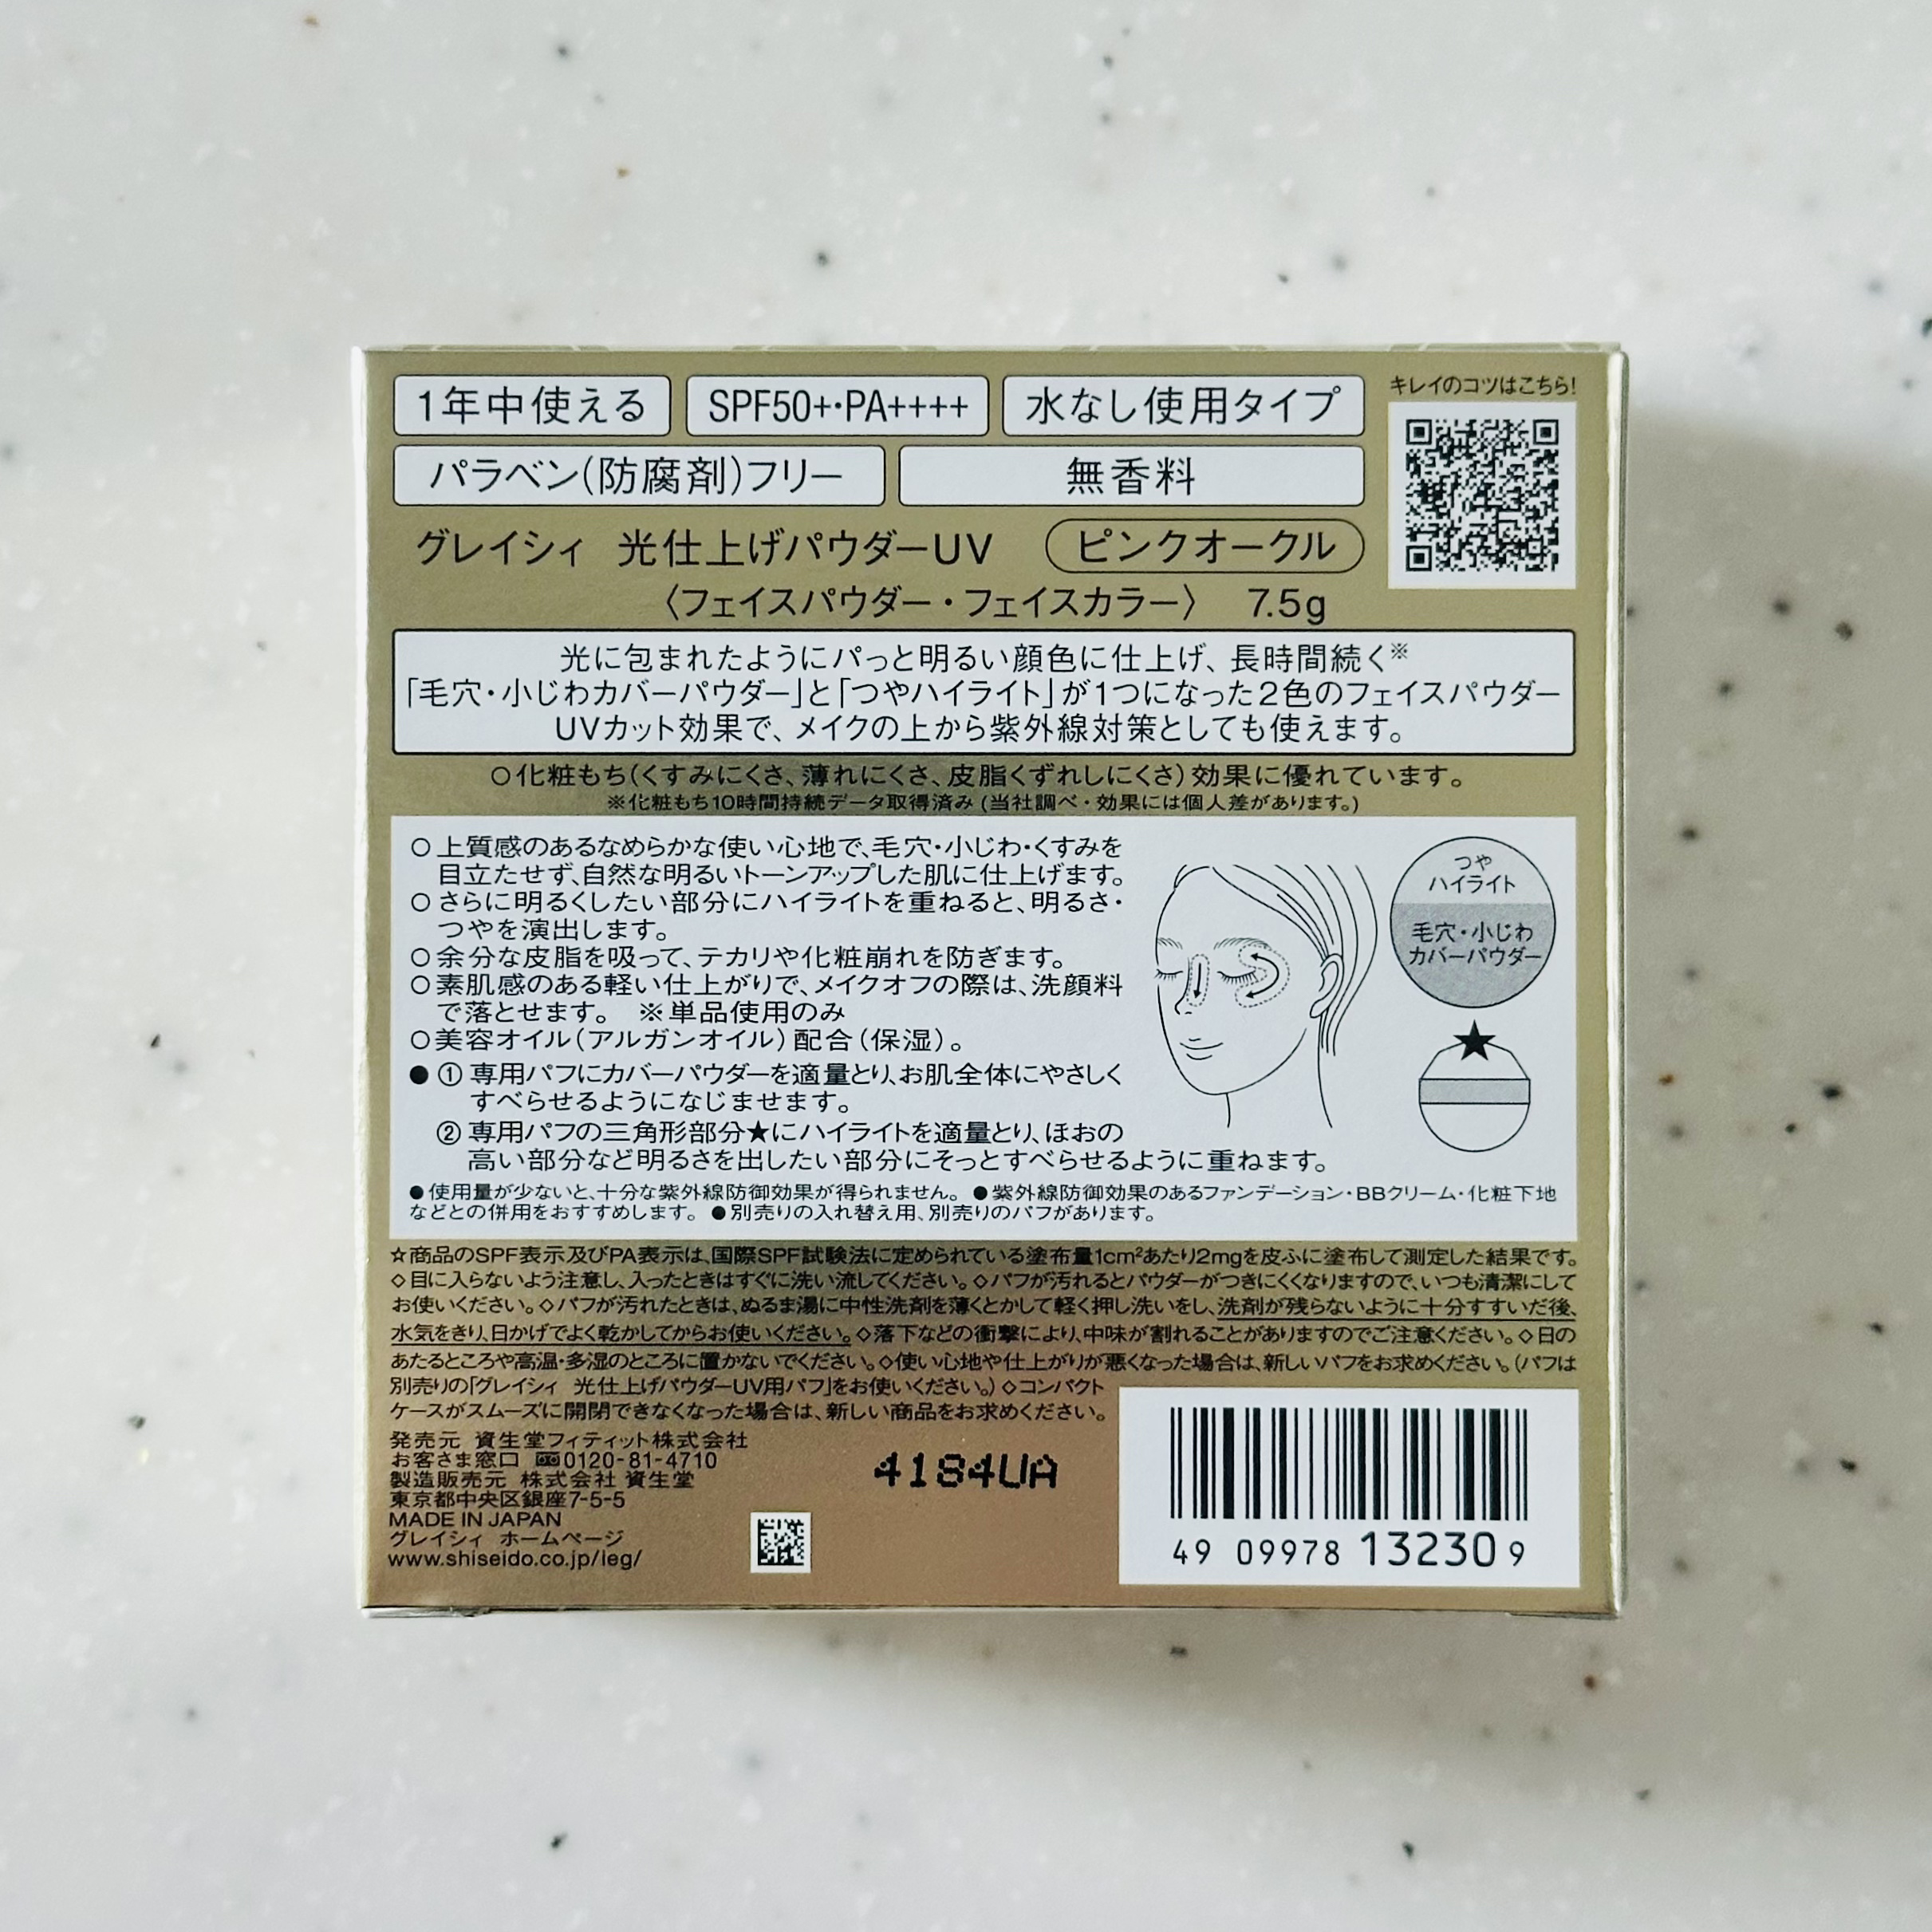 1年中使える
SPF50+・PA++++
水なし使用タイプ
キレイのコツはこちら!
パラベン(防腐剤)フリー
無香料
グレイシィ 光仕上げパウダーUV
ピンクオークル
〈フェイスパウダー・フェイスカラー〉 7.5g
光に包まれたようにパっと明るい顔色に仕上げ、長時間続く※
「毛穴・小じわカバーパウダー」と「つやハイライト」が1つになった2色のフェイスパウダー
UVカット効果で、メイクの上から紫外線対策としても使えます。
○化粧もち(くすみにくさ、薄れにくさ、皮脂くずれしにくさ)効果に優れています。
※化粧もち10時間持続データ取得済み(当社調べ・効果には個人差があります。)
○上質感のあるなめらかな使い心地で、毛穴・小じわ・くすみを
目立たせず、自然な明るいトーンアップした肌に仕上げます。
○さらに明るくしたい部分にハイライトを重ねると、明るさ・
つやを演出します。
○余分な皮脂を吸って、テカリや化粧崩れを防ぎます。
○素肌感のある軽い仕上がりで、メイクオフの際は、洗顔料
で落とせます。 ※単品使用のみ
○美容オイル(アルガンオイル)配合(保湿)。
●①専用パフにカバーパウダーを適量とり、お肌全体にやさしく
すべらせるようになじませます。
②専用パフの三角形部分★にハイライトを適量とり、ほおの
高い部分など明るさを出したい部分にそっとすべらせるように重ねます。
つや
ハイライト
毛穴・小じわ
カバーパウダー
★
●使用量が少ないと、十分な紫外線防御効果が得られません。 ●紫外線防御効果のあるファンデーション・BBクリーム・化粧下地
などとの併用をおすすめします。 ●別売りの入れ替え用、別売りのパフがあります。
☆商品のSPF表示及びPA表示は、国際SPF試験法に定められている塗布量1cm²あたり2mgを皮ふに塗布して測定した結果です。
◇目に入らないよう注意し、入ったときはすぐに洗い流してください。◇パフが汚れるとパウダーがつきにくくなりますので、いつも清潔にして
お使いください。◇パフが汚れたときは、ぬるま湯に中性洗剤を薄くとかして軽く押し洗いをし、洗剤が残らないように十分すすいだ後、
水気をきり、日かげでよく乾かしてからお使いください。◇落下などの衝撃により、中味が割れることがありますのでご注意ください。◇日の
あたるところや高温・多湿のところに置かないでください。◇使い心地や仕上がりが悪くなった場合は、新しいパフをお求めください。(パフは
別売りの「グレイシィ 光仕上げパウダーUV用パフ」をお使いください。)◇コンパクト
ケースがスムーズに開閉できなくなった場合は、新しい商品をお求めください。
発売元 資生堂フィティット株式会社
お客さま窓口 0120-81-4710
製造販売元 株式会社 資生堂
東京都中央区銀座7-5-5
MADE IN JAPAN
グレイシィ ホームページ
www.shiseido.co.jp/leg/
4184UA
49 09978 13230 9